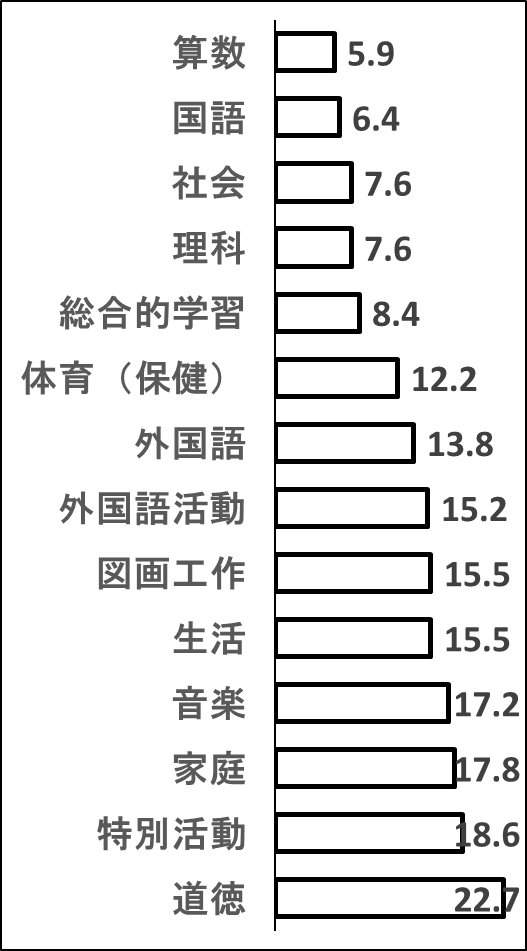 算数 5.9
国語 6.4
社会 7.6
理科 7.6
総合的学習 8.4
体育（保健） 12.2
外国語 13.8
外国語活動 15.2
図画工作 15.5
生活 15.5
音楽 17.2
家庭 17.8
特別活動 18.6
道徳 22.7